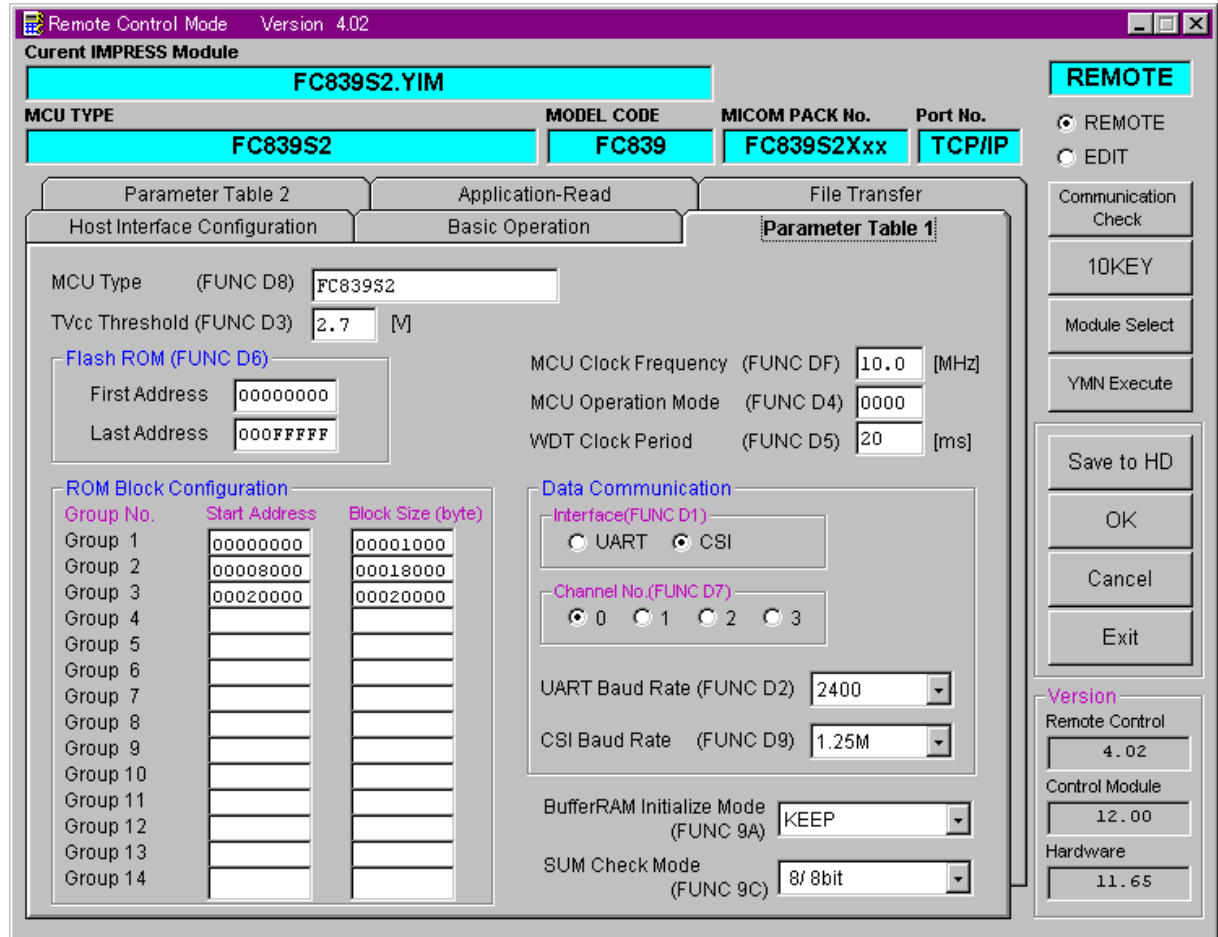 Remote Control Mode Version 4.02
Curent IMPRESS Module
FC839S2.YIM
REMOTE
MCU TYPE MODEL CODE MICOM PACK No. Port No.
FC839S2 FC839 FC839S2Xxx TCP/IP
REMOTE
EDIT
Parameter Table 2 Application-Read File Transfer
Host Interface Configuration Basic Operation Parameter Table 1
Communication
Check
10KEY
Module Select
YMN Execute
MCU Type (FUNC D8) FC839S2
TVcc Threshold (FUNC D3) 2.7 [V]
Flash ROM (FUNC D6)
First Address 00000000
Last Address 000FFFFF
MCU Clock Frequency (FUNC DF) 10.0 [MHz]
MCU Operation Mode (FUNC D4) 0000
WDT Clock Period (FUNC D5) 20 [ms]
ROM Block Configuration
Group No. Start Address Block Size (byte)
Group 1 00000000 00001000
Group 2 00008000 00018000
Group 3 00020000 00020000
Group 4
Group 5
Group 6
Group 7
Group 8
Group 9
Group 10
Group 11
Group 12
Group 13
Group 14
Data Communication
Interface(FUNC D1)
UART CSI
Channel No.(FUNC D7)
0 1 2 3
UART Baud Rate (FUNC D2) 2400
CSI Baud Rate (FUNC D9) 1.25M
BufferRAM Initialize Mode
(FUNC 9A) KEEP
SUM Check Mode
(FUNC 9C) 8/ 8bit
Save to HD
OK
Cancel
Exit
Version
Remote Control
4.02
Control Module
12.00
Hardware
11.65